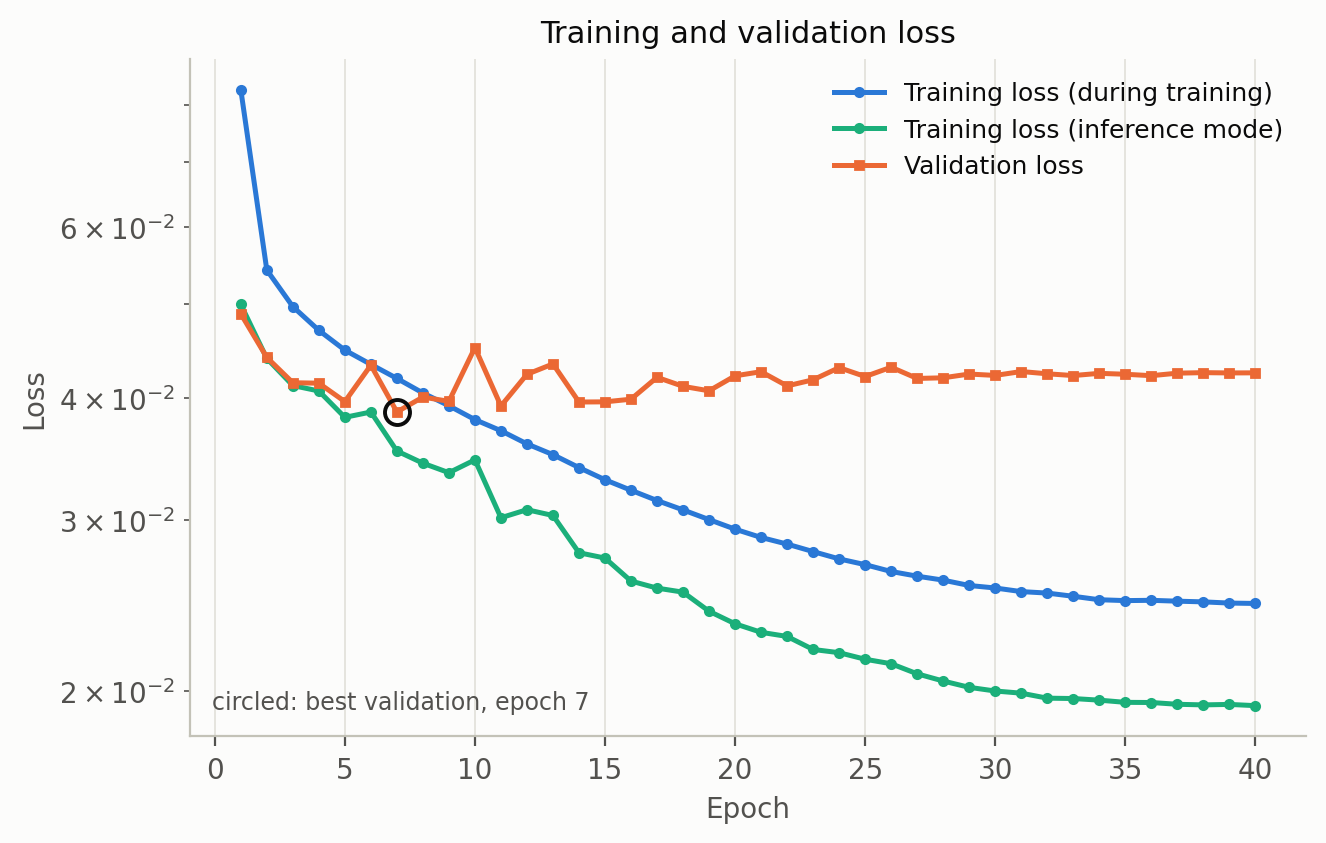 Training and validation loss
Training loss (during training)
Training loss (inference mode)
Validation loss
6 × 10⁻²
4 × 10⁻²
3 × 10⁻²
2 × 10⁻²
Loss
circled: best validation, epoch 7
0 5 10 15 20 25 30 35 40
Epoch